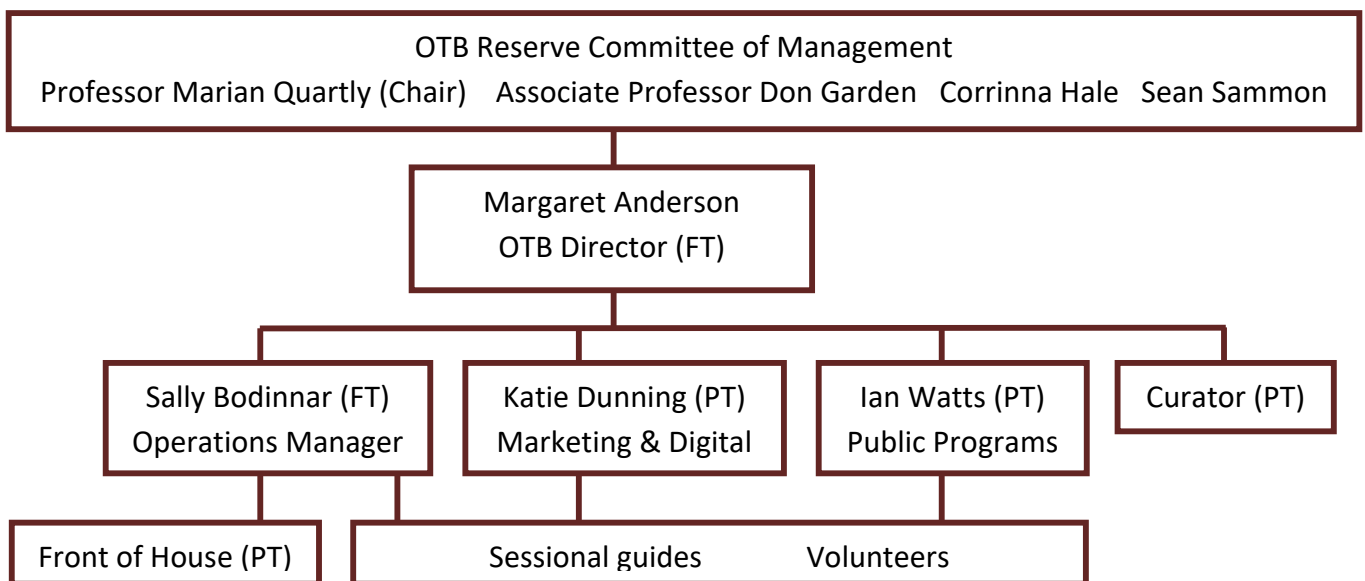 OTB Reserve Committee of Management
Professor Marian Quartly (Chair) Associate Professor Don Garden Corrinna Hale Sean Sammon
Margaret Anderson
OTB Director (FT)
Sally Bodinnar (FT)
Operations Manager
Katie Dunning (PT)
Marketing & Digital
Ian Watts (PT)
Public Programs
Curator (PT)
Front of House (PT)
Sessional guides Volunteers